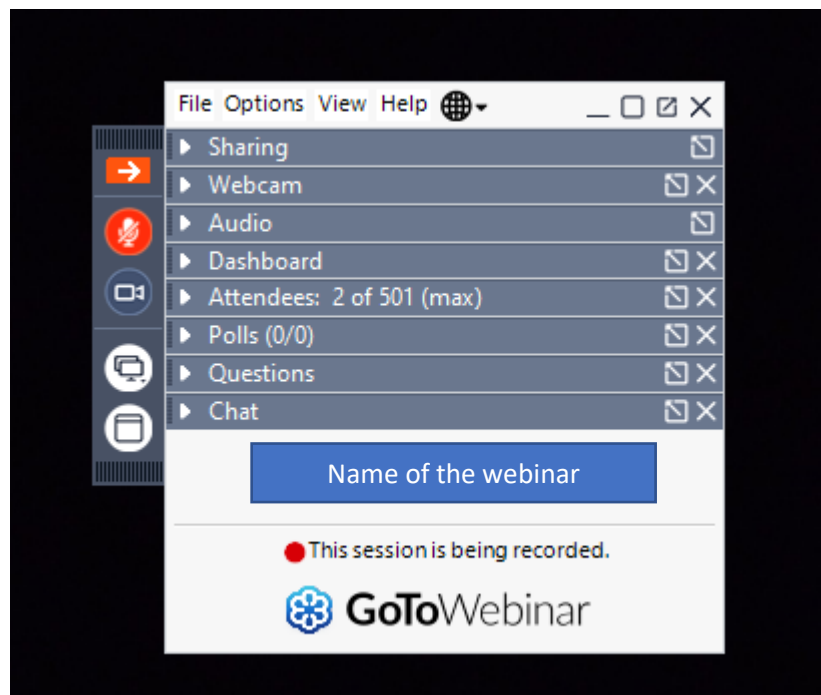 File Options View Help
Sharing
Webcam
Audio
Dashboard
Attendees: 2 of 501 (max)
Polls (0/0)
Questions
Chat
Name of the webinar
This session is being recorded.
GoToWebinar